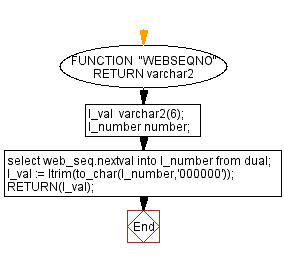 FUNCTION "WEBSEQNO"
RETURN varchar2
l_val varchar2(6);
l_number number;
select web_seq.nextval into l_number from dual;
l_val := ltrim(to_char(l_number,'000000'));
RETURN(l_val);
End